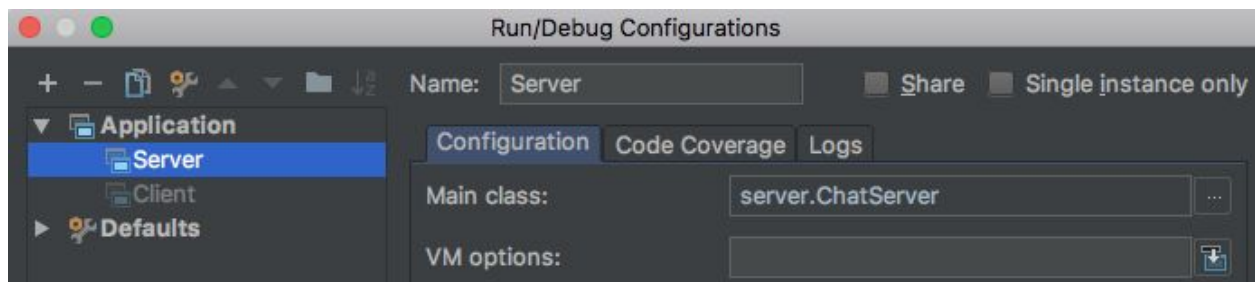 Run/Debug Configurations
Name: Server Share Single instance only
Application
Server
Client
Defaults
Configuration Code Coverage Logs
Main class: server.ChatServer ...
VM options: